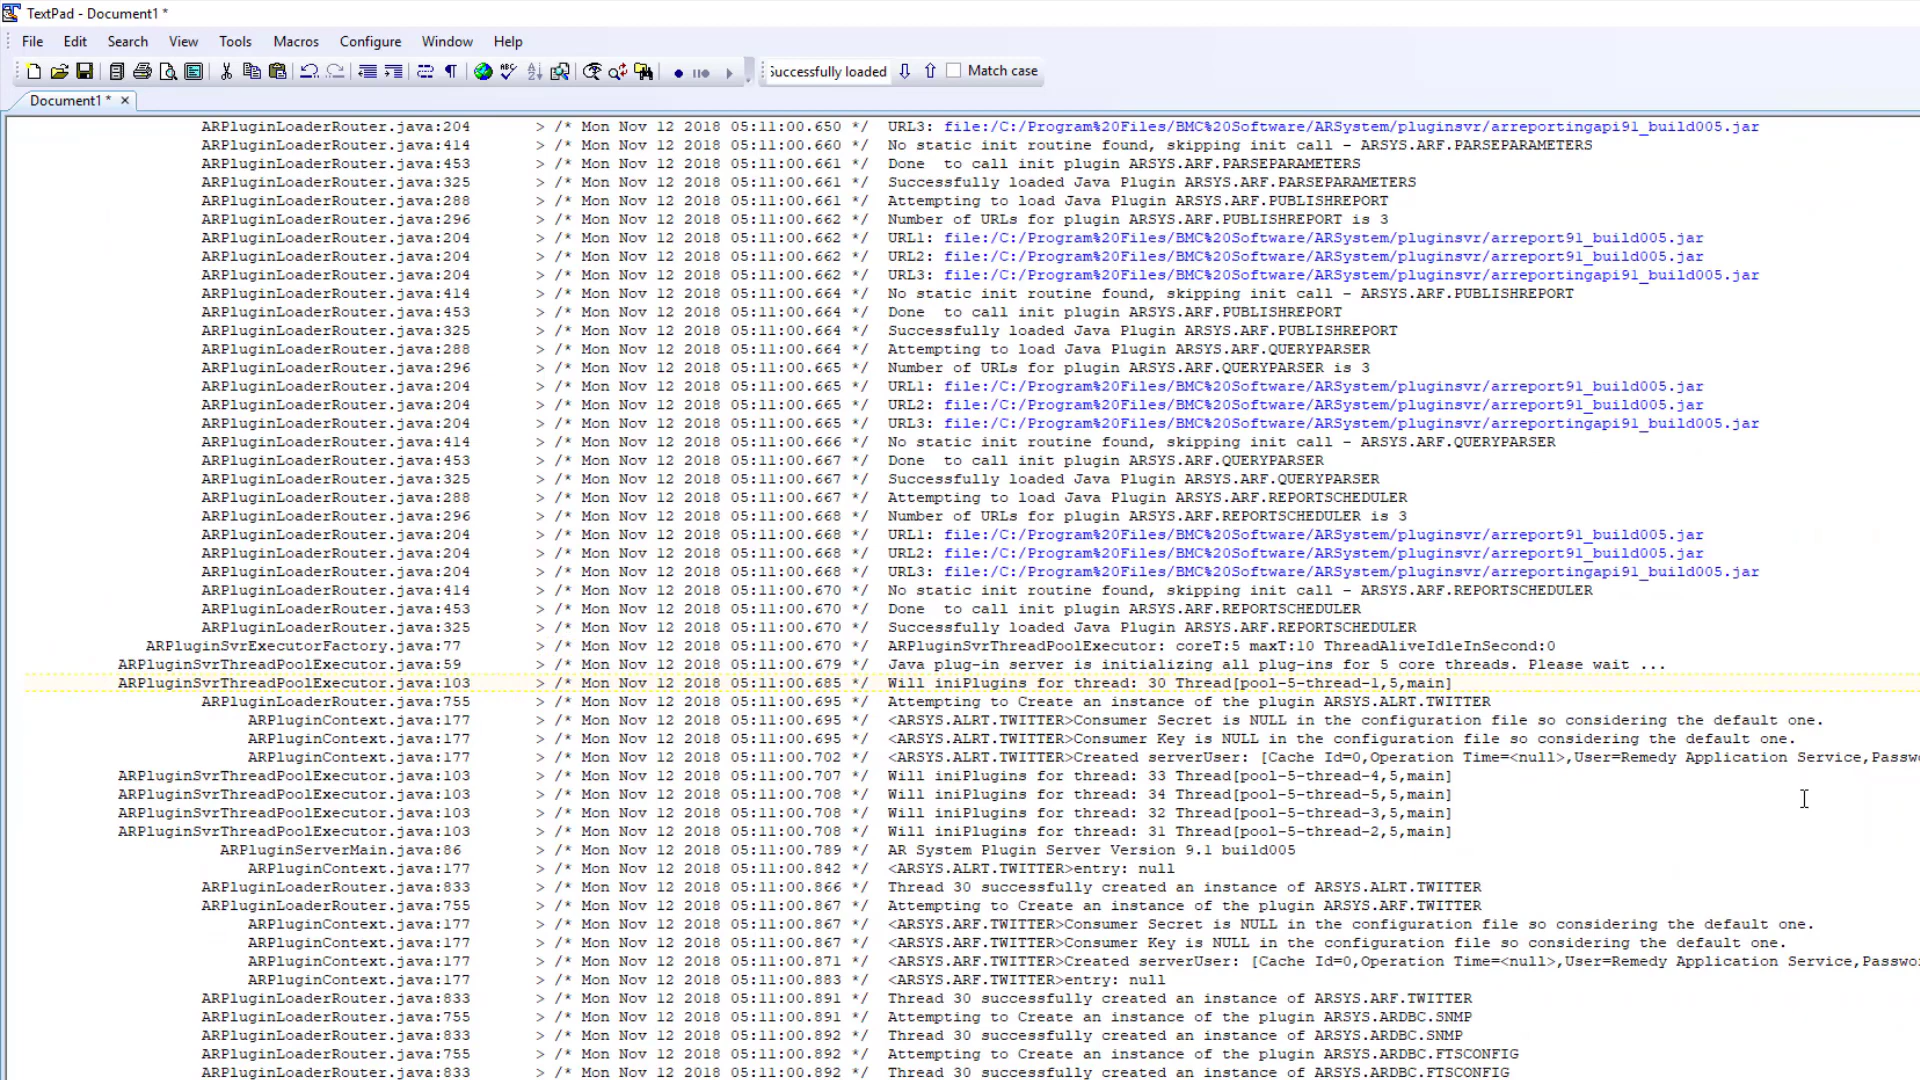 TextPad - Document1 *
File Edit Search View Tools Macros Configure Window Help
uccessfully loaded Match case
Document1 *
ARPluginLoaderRouter.java:204 > /* Mon Nov 12 2018 05:11:00.650 */ URL3: file:/C:/Program%20Files/BMC%20Software/ARSystem/pluginsvr/arreportingapi91_build005.jar
ARPluginLoaderRouter.java:414 > /* Mon Nov 12 2018 05:11:00.660 */ No static init routine found, skipping init call - ARSYS.ARF.PARSEPARAMETERS
ARPluginLoaderRouter.java:453 > /* Mon Nov 12 2018 05:11:00.661 */ Done  to call init plugin ARSYS.ARF.PARSEPARAMETERS
ARPluginLoaderRouter.java:325 > /* Mon Nov 12 2018 05:11:00.661 */ Successfully loaded Java Plugin ARSYS.ARF.PARSEPARAMETERS
ARPluginLoaderRouter.java:288 > /* Mon Nov 12 2018 05:11:00.661 */ Attempting to load Java Plugin ARSYS.ARF.PUBLISHREPORT
ARPluginLoaderRouter.java:296 > /* Mon Nov 12 2018 05:11:00.662 */ Number of URLs for plugin ARSYS.ARF.PUBLISHREPORT is 3
ARPluginLoaderRouter.java:204 > /* Mon Nov 12 2018 05:11:00.662 */ URL1: file:/C:/Program%20Files/BMC%20Software/ARSystem/pluginsvr/arreport91_build005.jar
ARPluginLoaderRouter.java:204 > /* Mon Nov 12 2018 05:11:00.662 */ URL2: file:/C:/Program%20Files/BMC%20Software/ARSystem/pluginsvr/arreport91_build005.jar
ARPluginLoaderRouter.java:204 > /* Mon Nov 12 2018 05:11:00.662 */ URL3: file:/C:/Program%20Files/BMC%20Software/ARSystem/pluginsvr/arreportingapi91_build005.jar
ARPluginLoaderRouter.java:414 > /* Mon Nov 12 2018 05:11:00.664 */ No static init routine found, skipping init call - ARSYS.ARF.PUBLISHREPORT
ARPluginLoaderRouter.java:453 > /* Mon Nov 12 2018 05:11:00.664 */ Done  to call init plugin ARSYS.ARF.PUBLISHREPORT
ARPluginLoaderRouter.java:325 > /* Mon Nov 12 2018 05:11:00.664 */ Successfully loaded Java Plugin ARSYS.ARF.PUBLISHREPORT
ARPluginLoaderRouter.java:288 > /* Mon Nov 12 2018 05:11:00.664 */ Attempting to load Java Plugin ARSYS.ARF.QUERYPARSER
ARPluginLoaderRouter.java:296 > /* Mon Nov 12 2018 05:11:00.665 */ Number of URLs for plugin ARSYS.ARF.QUERYPARSER is 3
ARPluginLoaderRouter.java:204 > /* Mon Nov 12 2018 05:11:00.665 */ URL1: file:/C:/Program%20Files/BMC%20Software/ARSystem/pluginsvr/arreport91_build005.jar
ARPluginLoaderRouter.java:204 > /* Mon Nov 12 2018 05:11:00.665 */ URL2: file:/C:/Program%20Files/BMC%20Software/ARSystem/pluginsvr/arreport91_build005.jar
ARPluginLoaderRouter.java:204 > /* Mon Nov 12 2018 05:11:00.665 */ URL3: file:/C:/Program%20Files/BMC%20Software/ARSystem/pluginsvr/arreportingapi91_build005.jar
ARPluginLoaderRouter.java:414 > /* Mon Nov 12 2018 05:11:00.666 */ No static init routine found, skipping init call - ARSYS.ARF.QUERYPARSER
ARPluginLoaderRouter.java:453 > /* Mon Nov 12 2018 05:11:00.667 */ Done  to call init plugin ARSYS.ARF.QUERYPARSER
ARPluginLoaderRouter.java:325 > /* Mon Nov 12 2018 05:11:00.667 */ Successfully loaded Java Plugin ARSYS.ARF.QUERYPARSER
ARPluginLoaderRouter.java:288 > /* Mon Nov 12 2018 05:11:00.667 */ Attempting to load Java Plugin ARSYS.ARF.REPORTSCHEDULER
ARPluginLoaderRouter.java:296 > /* Mon Nov 12 2018 05:11:00.668 */ Number of URLs for plugin ARSYS.ARF.REPORTSCHEDULER is 3
ARPluginLoaderRouter.java:204 > /* Mon Nov 12 2018 05:11:00.668 */ URL1: file:/C:/Program%20Files/BMC%20Software/ARSystem/pluginsvr/arreport91_build005.jar
ARPluginLoaderRouter.java:204 > /* Mon Nov 12 2018 05:11:00.668 */ URL2: file:/C:/Program%20Files/BMC%20Software/ARSystem/pluginsvr/arreport91_build005.jar
ARPluginLoaderRouter.java:204 > /* Mon Nov 12 2018 05:11:00.668 */ URL3: file:/C:/Program%20Files/BMC%20Software/ARSystem/pluginsvr/arreportingapi91_build005.jar
ARPluginLoaderRouter.java:414 > /* Mon Nov 12 2018 05:11:00.670 */ No static init routine found, skipping init call - ARSYS.ARF.REPORTSCHEDULER
ARPluginLoaderRouter.java:453 > /* Mon Nov 12 2018 05:11:00.670 */ Done  to call init plugin ARSYS.ARF.REPORTSCHEDULER
ARPluginLoaderRouter.java:325 > /* Mon Nov 12 2018 05:11:00.670 */ Successfully loaded Java Plugin ARSYS.ARF.REPORTSCHEDULER
ARPluginSvrExecutorFactory.java:77 > /* Mon Nov 12 2018 05:11:00.670 */ ARPluginSvrThreadPoolExecutor: coreT:5 maxT:10 ThreadAliveIdleInSecond:0
ARPluginSvrThreadPoolExecutor.java:59 > /* Mon Nov 12 2018 05:11:00.679 */ Java plug-in server is initializing all plug-ins for 5 core threads. Please wait ...
ARPluginSvrThreadPoolExecutor.java:103 > /* Mon Nov 12 2018 05:11:00.685 */ Will iniPlugins for thread: 30 Thread[pool-5-thread-1,5,main]
ARPluginLoaderRouter.java:755 > /* Mon Nov 12 2018 05:11:00.695 */ Attempting to Create an instance of the plugin ARSYS.ALRT.TWITTER
ARPluginContext.java:177 > /* Mon Nov 12 2018 05:11:00.695 */ <ARSYS.ALRT.TWITTER>Consumer Secret is NULL in the configuration file so considering the default one.
ARPluginContext.java:177 > /* Mon Nov 12 2018 05:11:00.695 */ <ARSYS.ALRT.TWITTER>Consumer Key is NULL in the configuration file so considering the default one.
ARPluginContext.java:177 > /* Mon Nov 12 2018 05:11:00.702 */ <ARSYS.ALRT.TWITTER>Created serverUser: [Cache Id=0,Operation Time=<null>,User=Remedy Application Service,Passwo
ARPluginSvrThreadPoolExecutor.java:103 > /* Mon Nov 12 2018 05:11:00.707 */ Will iniPlugins for thread: 33 Thread[pool-5-thread-4,5,main]
ARPluginSvrThreadPoolExecutor.java:103 > /* Mon Nov 12 2018 05:11:00.708 */ Will iniPlugins for thread: 34 Thread[pool-5-thread-5,5,main]
ARPluginSvrThreadPoolExecutor.java:103 > /* Mon Nov 12 2018 05:11:00.708 */ Will iniPlugins for thread: 32 Thread[pool-5-thread-3,5,main]
ARPluginSvrThreadPoolExecutor.java:103 > /* Mon Nov 12 2018 05:11:00.708 */ Will iniPlugins for thread: 31 Thread[pool-5-thread-2,5,main]
ARPluginServerMain.java:86 > /* Mon Nov 12 2018 05:11:00.789 */ AR System Plugin Server Version 9.1 build005
ARPluginContext.java:177 > /* Mon Nov 12 2018 05:11:00.842 */ <ARSYS.ALRT.TWITTER>entry: null
ARPluginLoaderRouter.java:833 > /* Mon Nov 12 2018 05:11:00.866 */ Thread 30 successfully created an instance of ARSYS.ALRT.TWITTER
ARPluginLoaderRouter.java:755 > /* Mon Nov 12 2018 05:11:00.867 */ Attempting to Create an instance of the plugin ARSYS.ARF.TWITTER
ARPluginContext.java:177 > /* Mon Nov 12 2018 05:11:00.867 */ <ARSYS.ARF.TWITTER>Consumer Secret is NULL in the configuration file so considering the default one.
ARPluginContext.java:177 > /* Mon Nov 12 2018 05:11:00.867 */ <ARSYS.ARF.TWITTER>Consumer Key is NULL in the configuration file so considering the default one.
ARPluginContext.java:177 > /* Mon Nov 12 2018 05:11:00.871 */ <ARSYS.ARF.TWITTER>Created serverUser: [Cache Id=0,Operation Time=<null>,User=Remedy Application Service,Passwo
ARPluginContext.java:177 > /* Mon Nov 12 2018 05:11:00.883 */ <ARSYS.ARF.TWITTER>entry: null
ARPluginLoaderRouter.java:833 > /* Mon Nov 12 2018 05:11:00.891 */ Thread 30 successfully created an instance of ARSYS.ARF.TWITTER
ARPluginLoaderRouter.java:755 > /* Mon Nov 12 2018 05:11:00.891 */ Attempting to Create an instance of the plugin ARSYS.ARDBC.SNMP
ARPluginLoaderRouter.java:833 > /* Mon Nov 12 2018 05:11:00.892 */ Thread 30 successfully created an instance of ARSYS.ARDBC.SNMP
ARPluginLoaderRouter.java:755 > /* Mon Nov 12 2018 05:11:00.892 */ Attempting to Create an instance of the plugin ARSYS.ARDBC.FTSCONFIG
ARPluginLoaderRouter.java:833 > /* Mon Nov 12 2018 05:11:00.892 */ Thread 30 successfully created an instance of ARSYS.ARDBC.FTSCONFIG